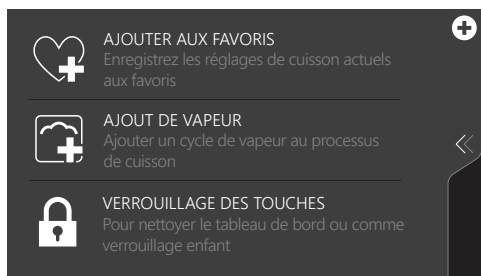 AJOUTER AUX FAVORIS
Enregistrez les réglages de cuisson actuels
aux favoris
AJOUT DE VAPEUR
Ajouter un cycle de vapeur au processus
de cuisson
VERROUILLAGE DES TOUCHES
Pour nettoyer le tableau de bord ou comme
verrouillage enfant